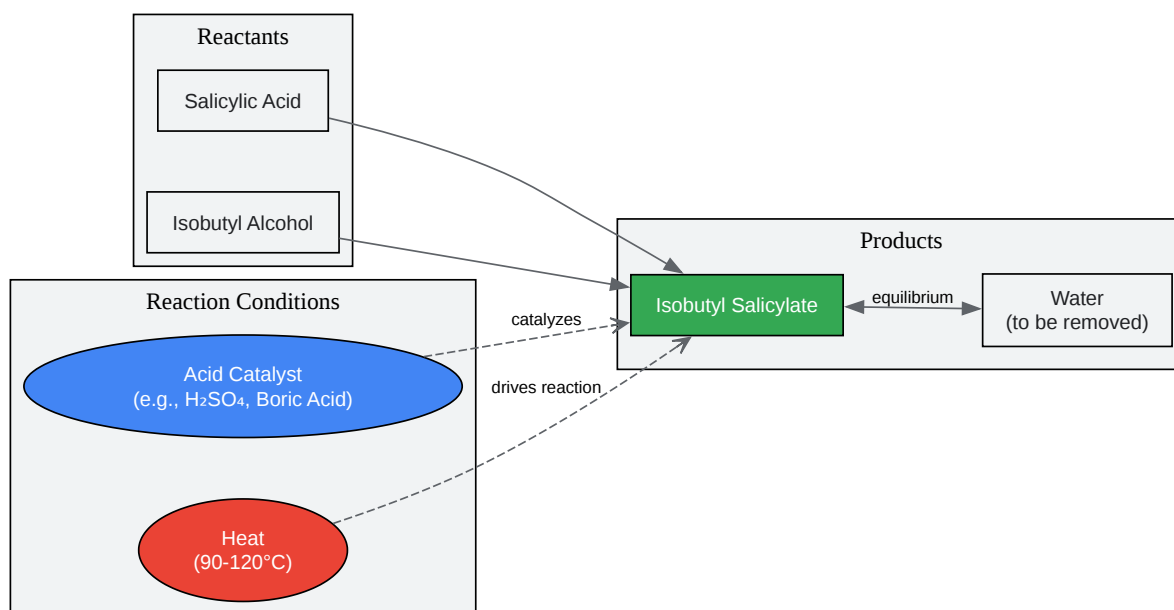 Reactants
Salicylic Acid
Isobutyl Alcohol
Reaction Conditions
Acid Catalyst
(e.g., H₂SO₄, Boric Acid)
Heat
(90-120°C)
catalyzes
drives reaction
Products
Isobutyl Salicylate
equilibrium
Water
(to be removed)